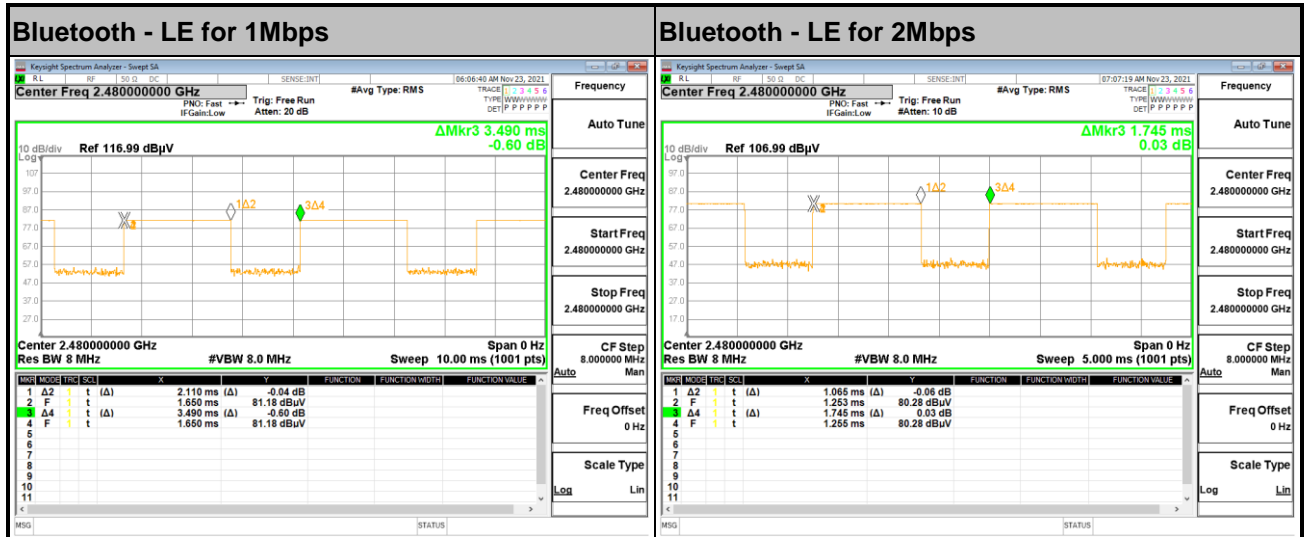 Bluetooth - LE for 1Mbps
Keysight Spectrum Analyzer - Swept SA
RL RF 50 Ω DC SENSE:INT 06:06:40 AM Nov 23, 2021
Center Freq 2.480000000 GHz
#Avg Type: RMS
TRACE 1 2 3 4 5 6
PNO: Fast Trig: Free Run
TYPE WWWWWW
IFGain:Low Atten: 20 dB
DET P P P P P P
ΔMkr3 3.490 ms
-0.60 dB
10 dB/div Ref 116.99 dBµV
Log
107
97.0
87.0
77.0
67.0
57.0
47.0
37.0
27.0
1Δ2
3Δ4
Center 2.480000000 GHz Span 0 Hz
Res BW 8 MHz #VBW 8.0 MHz Sweep 10.00 ms (1001 pts)
MKR MODE TRC SCL X Y FUNCTION FUNCTION WIDTH FUNCTION VALUE
1 Δ2 1 t (Δ) 2.110 ms (Δ) -0.04 dB
2 F 1 t 1.650 ms 81.18 dBµV
3 Δ4 1 t (Δ) 3.490 ms (Δ) -0.60 dB
4 F 1 t 1.650 ms 81.18 dBµV
5
6
7
8
9
10
11
MSG STATUS
Frequency
Auto Tune
Center Freq
2.480000000 GHz
Start Freq
2.480000000 GHz
Stop Freq
2.480000000 GHz
CF Step
8.000000 MHz
Auto Man
Freq Offset
0 Hz
Scale Type
Log Lin
Bluetooth - LE for 2Mbps
Keysight Spectrum Analyzer - Swept SA
RL RF 50 Ω DC SENSE:INT 07:07:19 AM Nov 23, 2021
Center Freq 2.480000000 GHz
#Avg Type: RMS
TRACE 1 2 3 4 5 6
PNO: Fast Trig: Free Run
TYPE WWWWWW
IFGain:Low #Atten: 10 dB
DET P P P P P P
ΔMkr3 1.745 ms
0.03 dB
10 dB/div Ref 106.99 dBµV
Log
97.0
87.0
77.0
67.0
57.0
47.0
37.0
27.0
17.0
1Δ2
3Δ4
Center 2.480000000 GHz Span 0 Hz
Res BW 8 MHz #VBW 8.0 MHz Sweep 5.000 ms (1001 pts)
MKR MODE TRC SCL X Y FUNCTION FUNCTION WIDTH FUNCTION VALUE
1 Δ2 1 t (Δ) 1.065 ms (Δ) -0.06 dB
2 F 1 t 1.253 ms 80.28 dBµV
3 Δ4 1 t (Δ) 1.745 ms (Δ) 0.03 dB
4 F 1 t 1.255 ms 80.28 dBµV
5
6
7
8
9
10
11
MSG STATUS
Frequency
Auto Tune
Center Freq
2.480000000 GHz
Start Freq
2.480000000 GHz
Stop Freq
2.480000000 GHz
CF Step
8.000000 MHz
Auto Man
Freq Offset
0 Hz
Scale Type
Log Lin